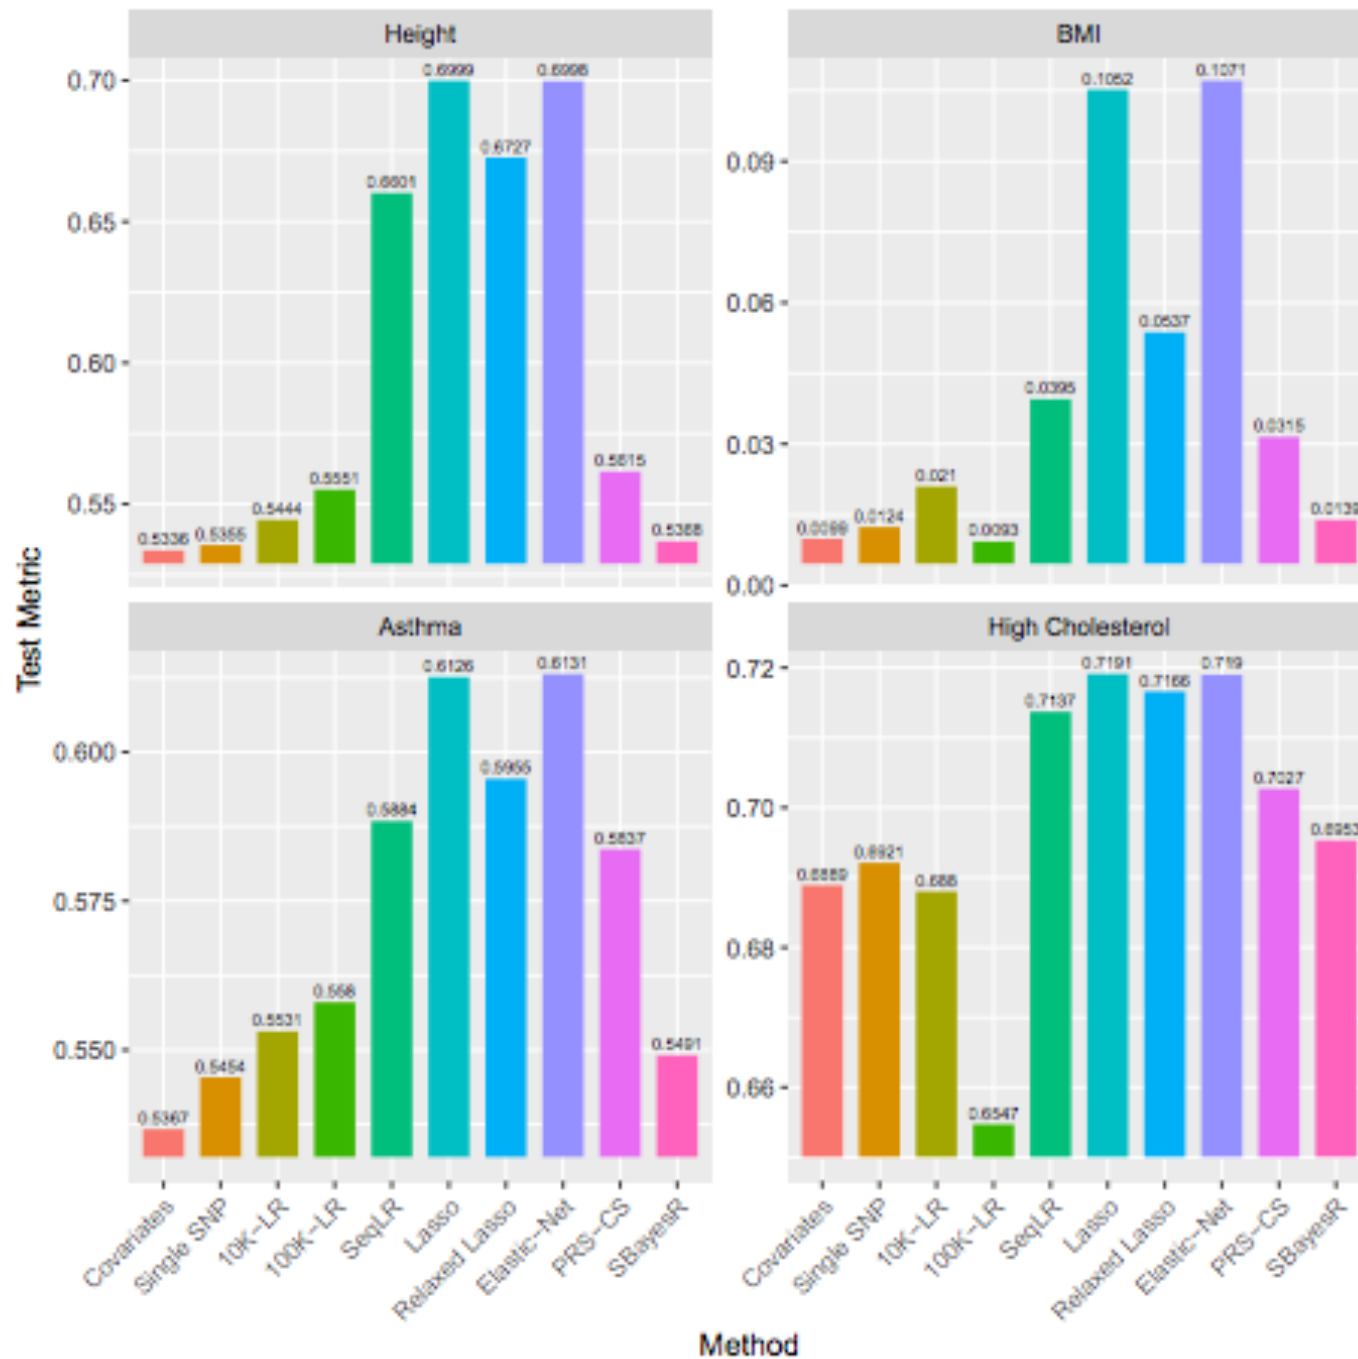 Height
BMI
Test Metric
0.70
0.65
0.60
0.55
0.5336
0.5355
0.5444
0.5551
0.6601
0.6999
0.6727
0.6998
0.5615
0.5368
0.09
0.06
0.03
0.00
0.0099
0.0124
0.021
0.0093
0.0395
0.1052
0.0537
0.1071
0.0315
0.0139
Asthma
High Cholesterol
0.600
0.575
0.550
0.5367
0.5454
0.5531
0.558
0.5884
0.6126
0.5955
0.6131
0.5837
0.5491
0.72
0.70
0.68
0.66
0.6889
0.6921
0.688
0.6547
0.7137
0.7191
0.7166
0.719
0.7027
0.6953
Covariates
Single SNP
10K-LR
100K-LR
SeqLR
Lasso
Relaxed Lasso
Elastic-Net
PRS-CS
SBayesR
Covariates
Single SNP
10K-LR
100K-LR
SeqLR
Lasso
Relaxed Lasso
Elastic-Net
PRS-CS
SBayesR
Method